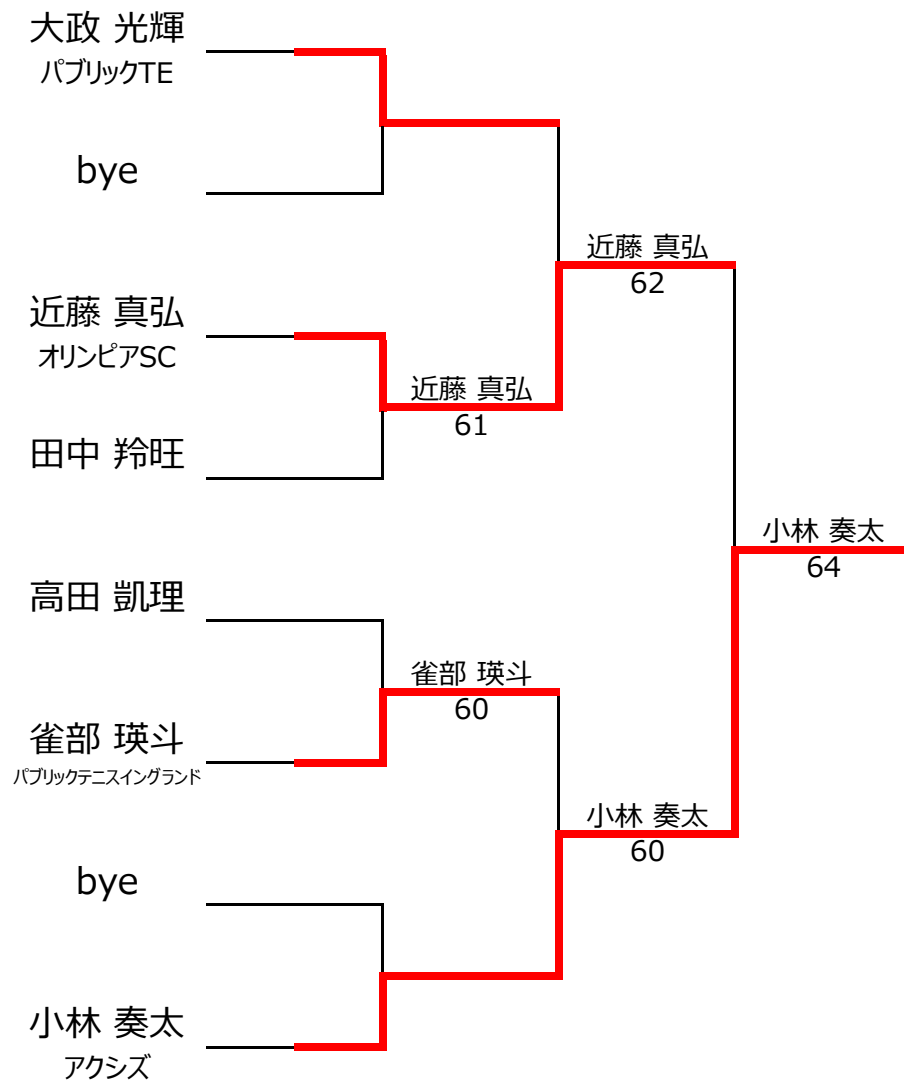 大政 光輝
パブリックTE
bye
近藤 真弘
62
近藤 真弘
オリンピアSC
近藤 真弘
61
田中 羚旺
小林 奏太
64
高田 凱理
雀部 瑛斗
60
雀部 瑛斗
パブリックテニスイングランド
小林 奏太
60
bye
小林 奏太
アクシズ